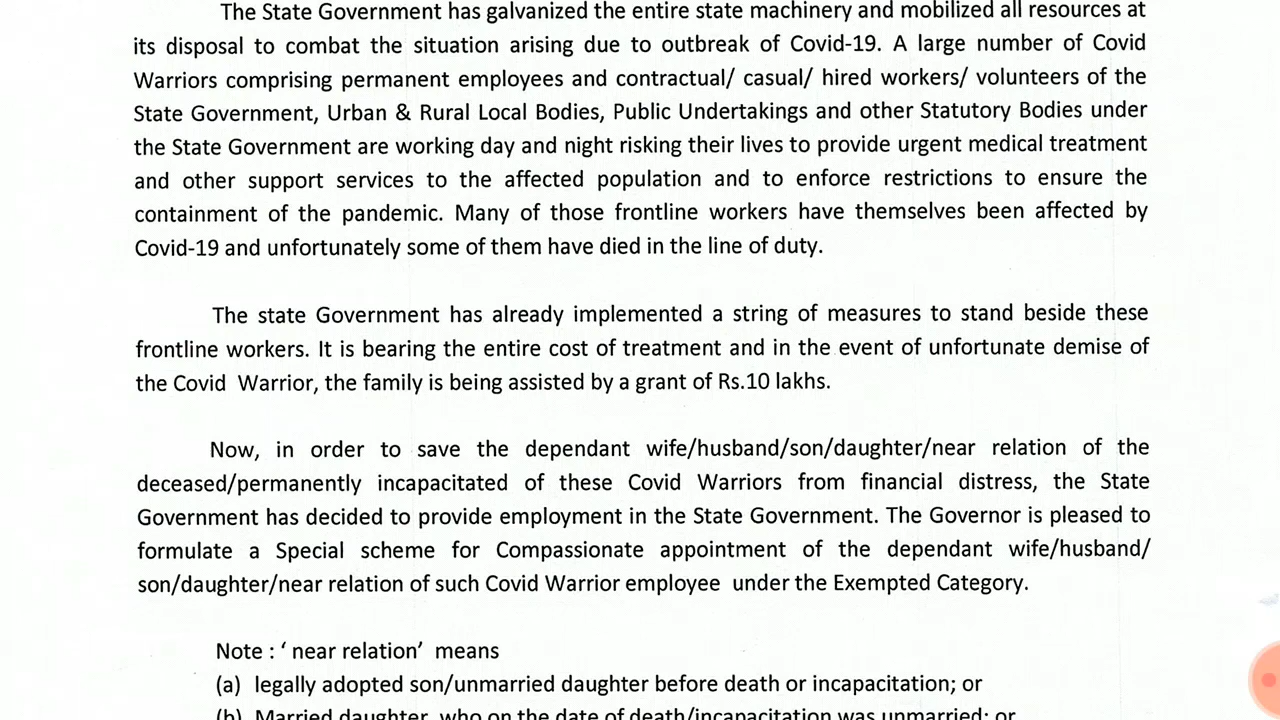 The State Government has galvanized the entire state machinery and mobilized all resources at
its disposal to combat the situation arising due to outbreak of Covid-19. A large number of Covid
Warriors comprising permanent employees and contractual/ casual/ hired workers/ volunteers of the
State Government, Urban & Rural Local Bodies, Public Undertakings and other Statutory Bodies under
the State Government are working day and night risking their lives to provide urgent medical treatment
and other support services to the affected population and to enforce restrictions to ensure the
containment of the pandemic. Many of those frontline workers have themselves been affected by
Covid-19 and unfortunately some of them have died in the line of duty.
The state Government has already implemented a string of measures to stand beside these
frontline workers. It is bearing the entire cost of treatment and in the event of unfortunate demise of
the Covid Warrior, the family is being assisted by a grant of Rs.10 lakhs.
Now, in order to save the dependant wife/husband/son/daughter/near relation of the
deceased/permanently incapacitated of these Covid Warriors from financial distress, the State
Government has decided to provide employment in the State Government. The Governor is pleased to
formulate a Special scheme for Compassionate appointment of the dependant wife/husband/
son/daughter/near relation of such Covid Warrior employee under the Exempted Category.
Note : ‘ near relation’ means
(a) legally adopted son/unmarried daughter before death or incapacitation; or
(b) Married daughter, who on the date of death/incapacitation was unmarried; or